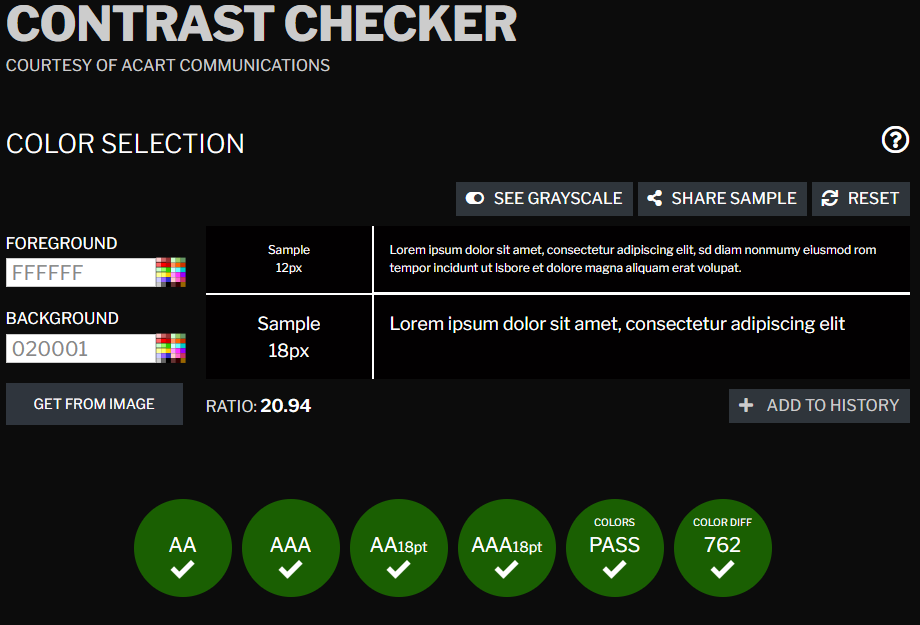 CONTRAST CHECKER
COURTESY OF ACART COMMUNICATIONS
COLOR SELECTION
SEE GRAYSCALE
SHARE SAMPLE
RESET
FOREGROUND
FFFFFF
BACKGROUND
020001
GET FROM IMAGE
Sample
12px
Lorem ipsum dolor sit amet, consectetur adipiscing elit, sd diam nonmumy eiusmod rom
tempor incidunt ut lsbore et dolore magna aliquam erat volupat.
Sample
18px
Lorem ipsum dolor sit amet, consectetur adipiscing elit
RATIO: 20.94
ADD TO HISTORY
AA
AAA
AA18pt
AAA18pt
COLORS
PASS
COLOR DIFF
762